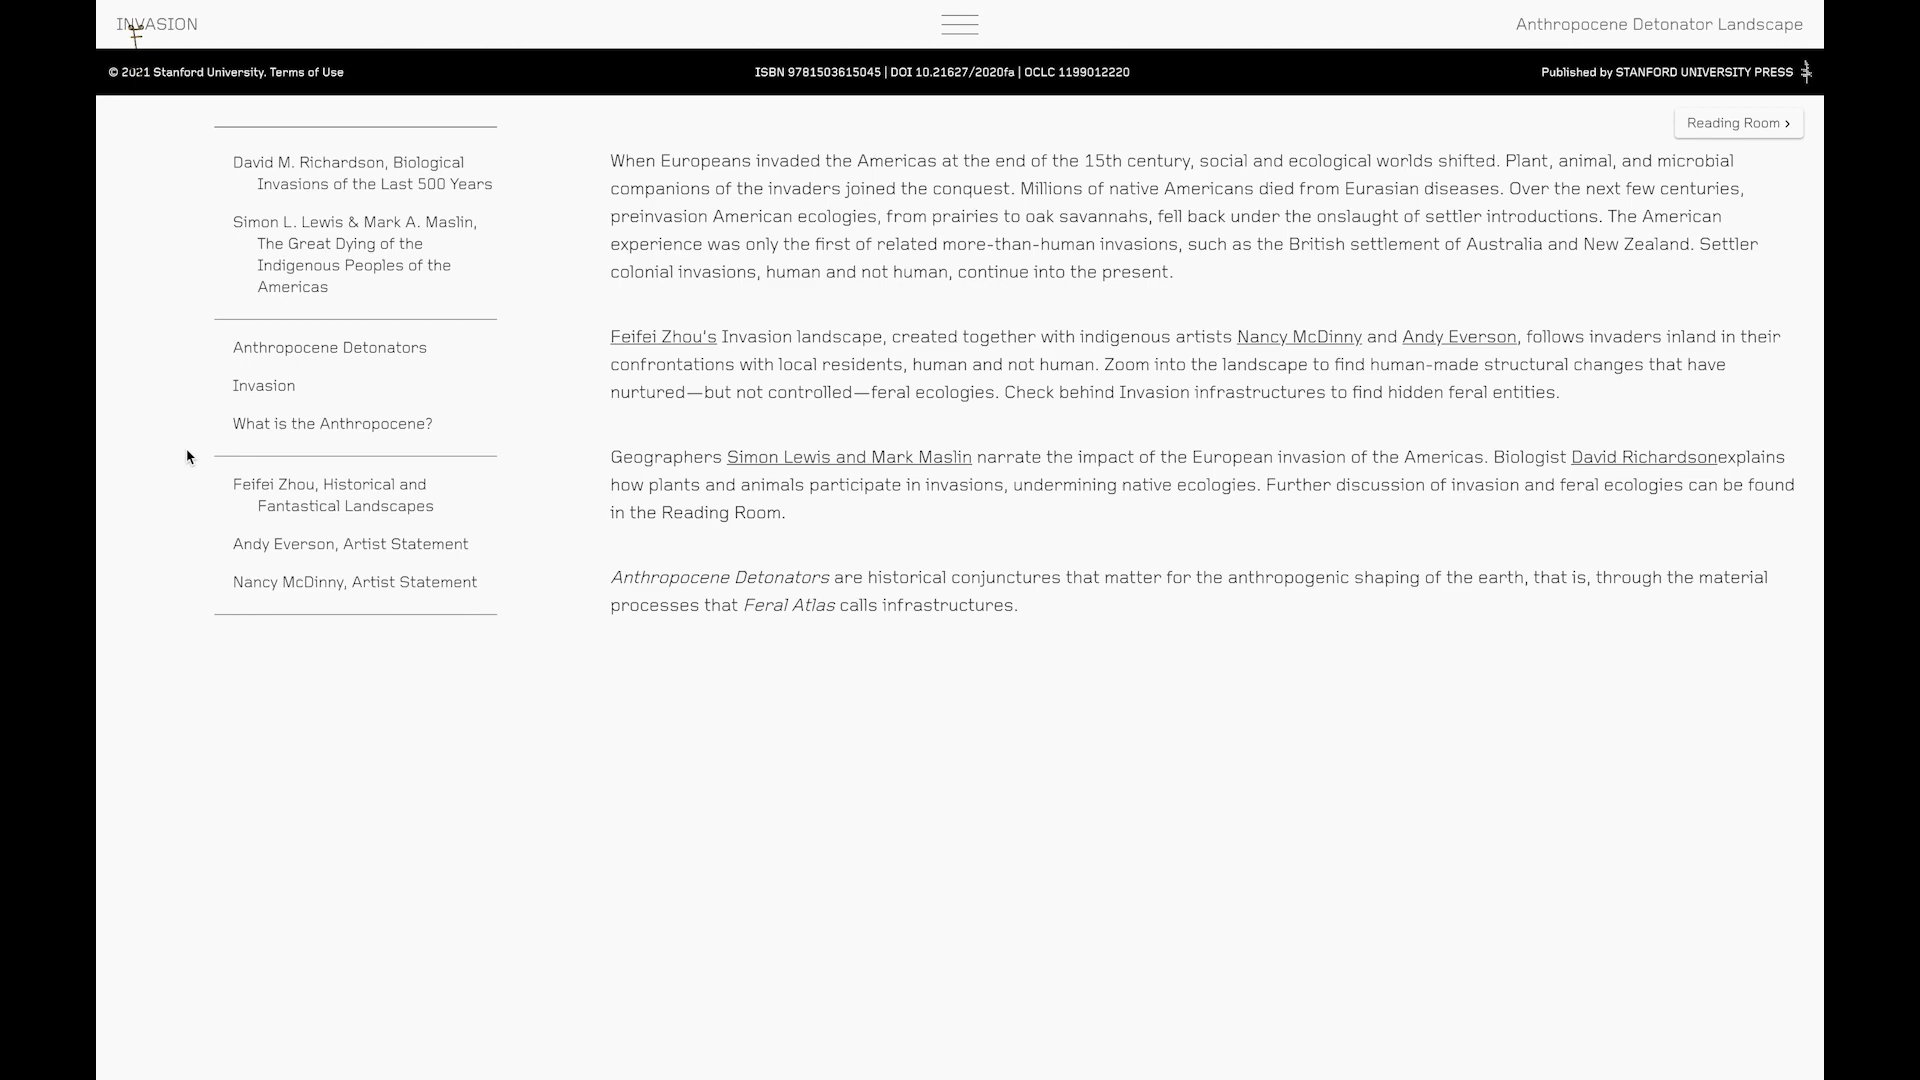 INVASION
Anthropocene Detonator Landscape
© 2021 Stanford University. Terms of Use
ISBN 9781503615045 | DOI 10.21627/2020fa | OCLC 1199012220
Published by STANFORD UNIVERSITY PRESS
Reading Room ›
David M. Richardson, Biological
Invasions of the Last 500 Years
Simon L. Lewis & Mark A. Maslin,
The Great Dying of the
Indigenous Peoples of the
Americas
Anthropocene Detonators
Invasion
What is the Anthropocene?
Feifei Zhou, Historical and
Fantastical Landscapes
Andy Everson, Artist Statement
Nancy McDinny, Artist Statement
When Europeans invaded the Americas at the end of the 15th century, social and ecological worlds shifted. Plant, animal, and microbial
companions of the invaders joined the conquest. Millions of native Americans died from Eurasian diseases. Over the next few centuries,
preinvasion American ecologies, from prairies to oak savannahs, fell back under the onslaught of settler introductions. The American
experience was only the first of related more-than-human invasions, such as the British settlement of Australia and New Zealand. Settler
colonial invasions, human and not human, continue into the present.
Feifei Zhou's Invasion landscape, created together with indigenous artists Nancy McDinny and Andy Everson, follows invaders inland in their
confrontations with local residents, human and not human. Zoom into the landscape to find human-made structural changes that have
nurtured—but not controlled—feral ecologies. Check behind Invasion infrastructures to find hidden feral entities.
Geographers Simon Lewis and Mark Maslin narrate the impact of the European invasion of the Americas. Biologist David Richardsonexplains
how plants and animals participate in invasions, undermining native ecologies. Further discussion of invasion and feral ecologies can be found
in the Reading Room.
Anthropocene Detonators are historical conjunctures that matter for the anthropogenic shaping of the earth, that is, through the material
processes that Feral Atlas calls infrastructures.